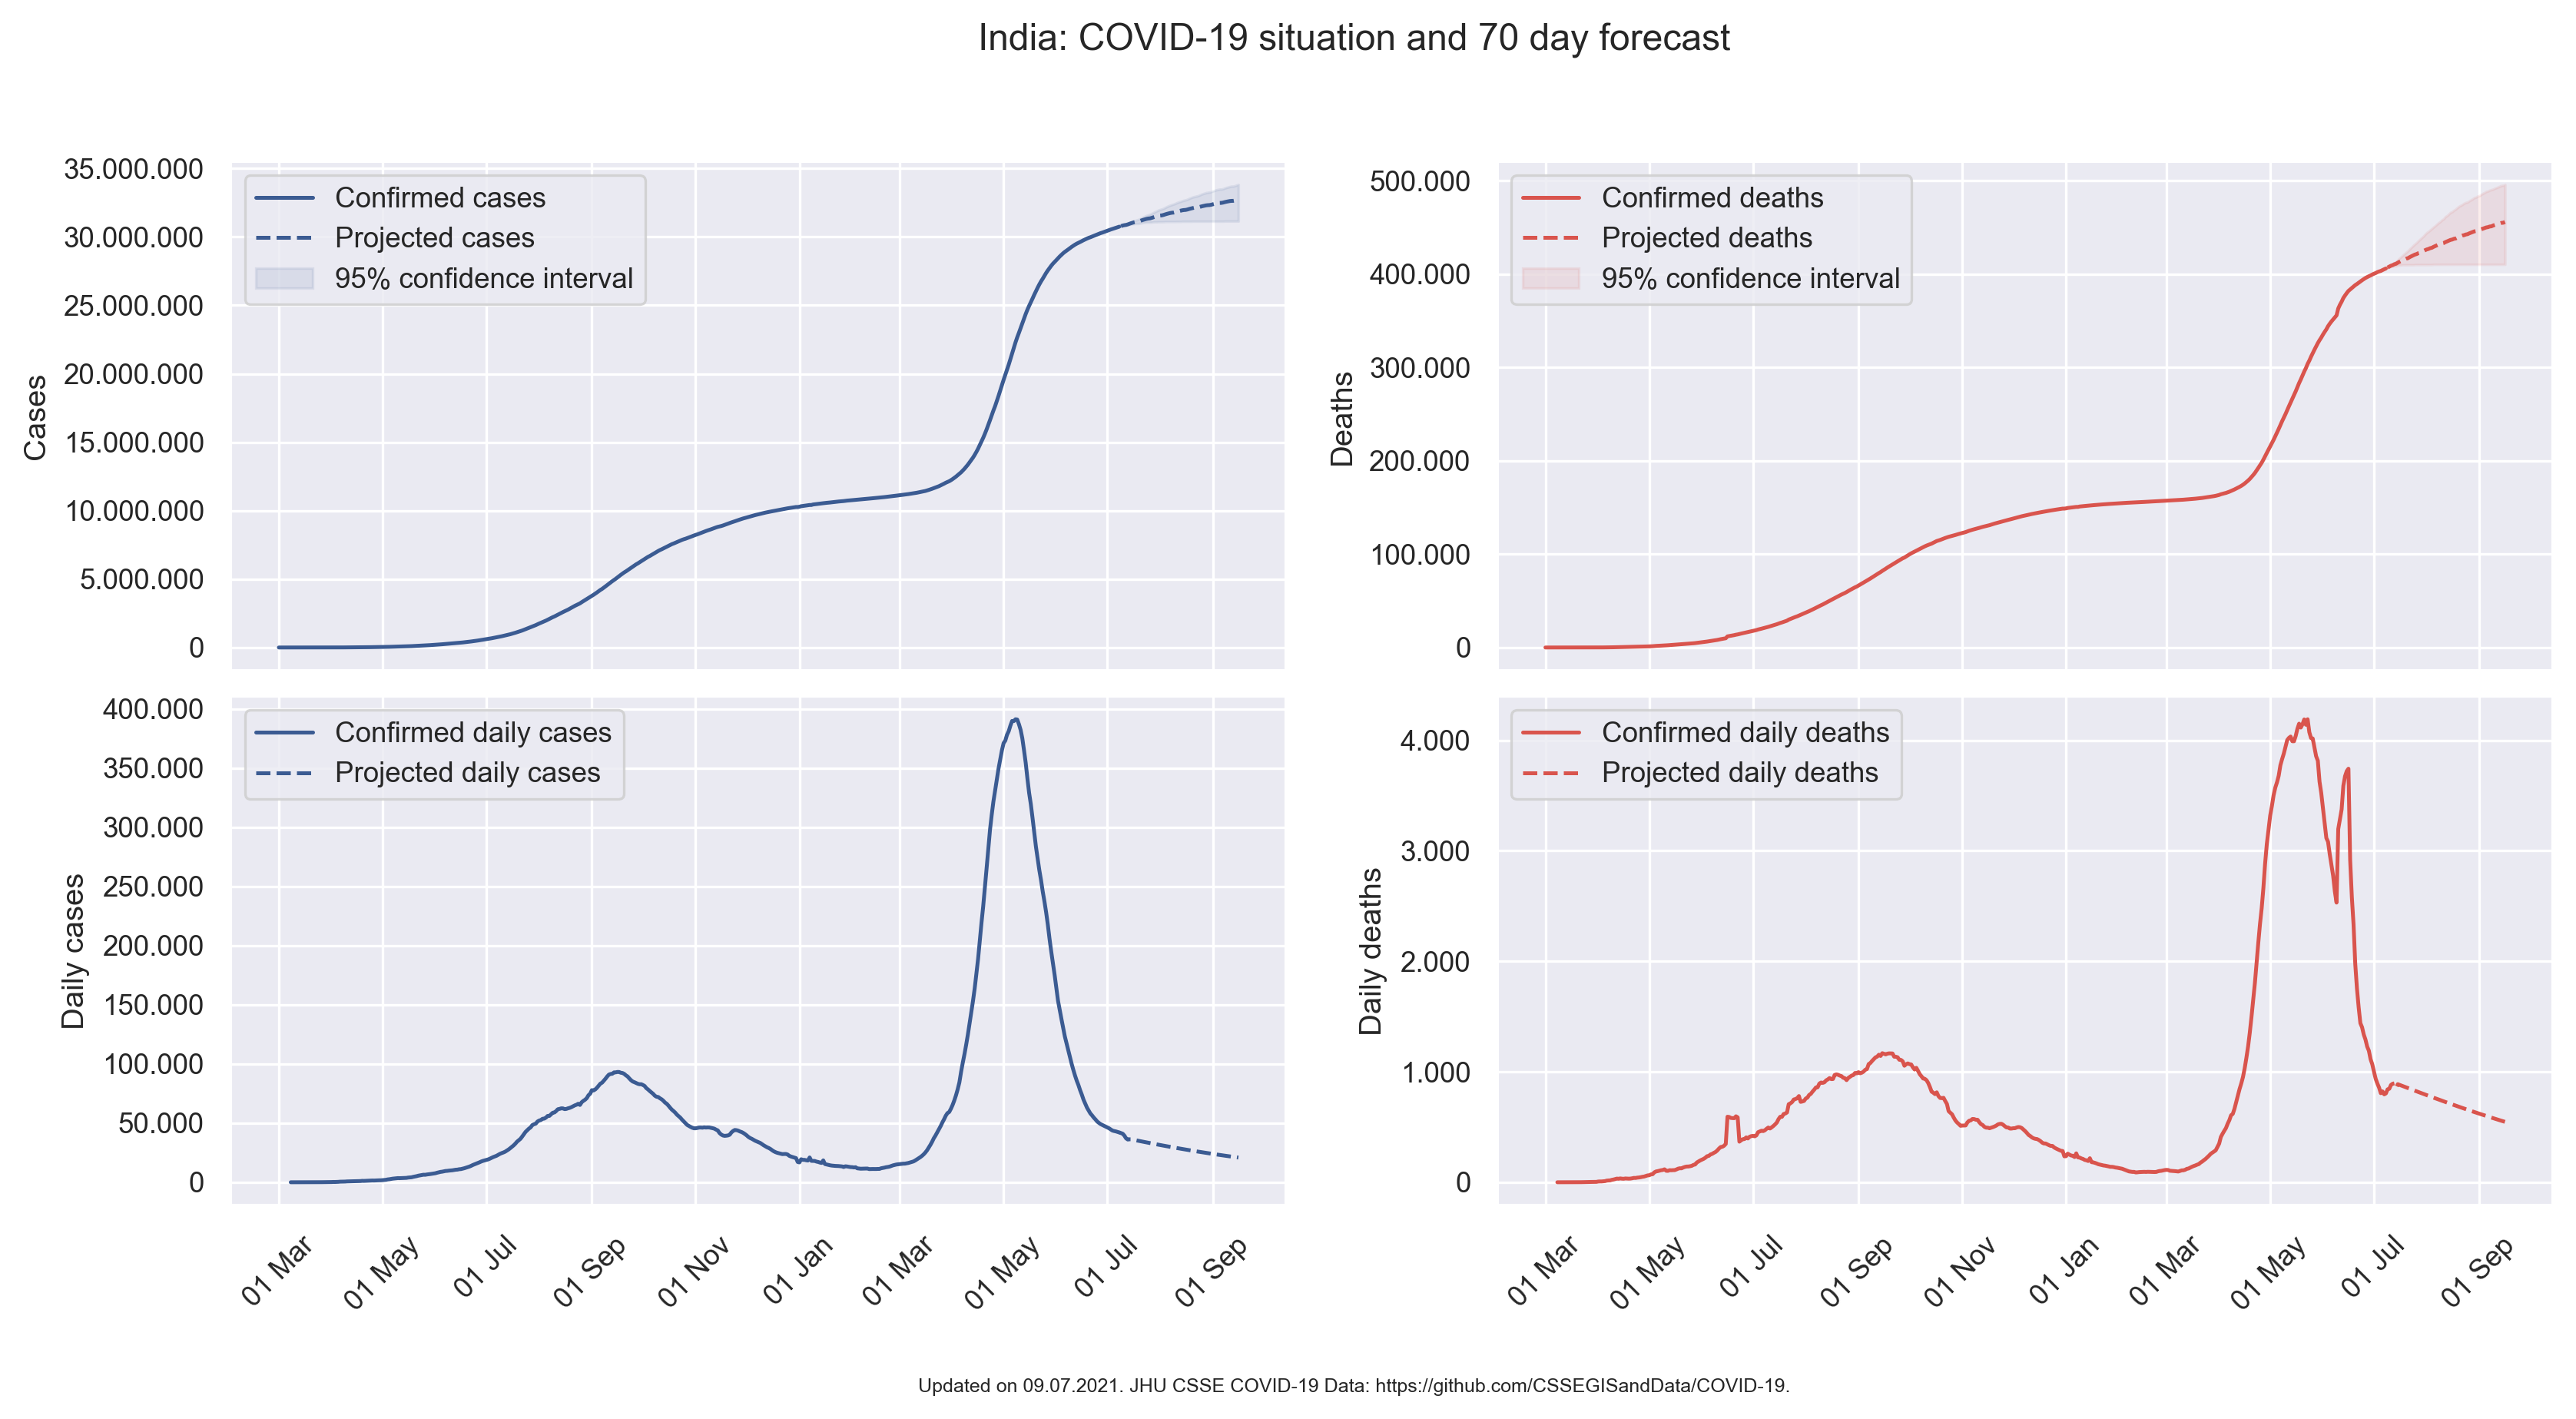 India: COVID-19 situation and 70 day forecast
35.000.000
30.000.000
25.000.000
20.000.000
15.000.000
10.000.000
5.000.000
0
Cases
Confirmed cases
Projected cases
95% confidence interval
500.000
400.000
300.000
200.000
100.000
0
Deaths
Confirmed deaths
Projected deaths
95% confidence interval
400.000
350.000
300.000
250.000
200.000
150.000
100.000
50.000
0
Daily cases
Confirmed daily cases
Projected daily cases
01 Mar
01 May
01 Jul
01 Sep
01 Nov
01 Jan
01 Mar
01 May
01 Jul
01 Sep
4.000
3.000
2.000
1.000
0
Daily deaths
Confirmed daily deaths
Projected daily deaths
01 Mar
01 May
01 Jul
01 Sep
01 Nov
01 Jan
01 Mar
01 May
01 Jul
01 Sep
Updated on 09.07.2021. JHU CSSE COVID-19 Data: https://github.com/CSSEGISandData/COVID-19.